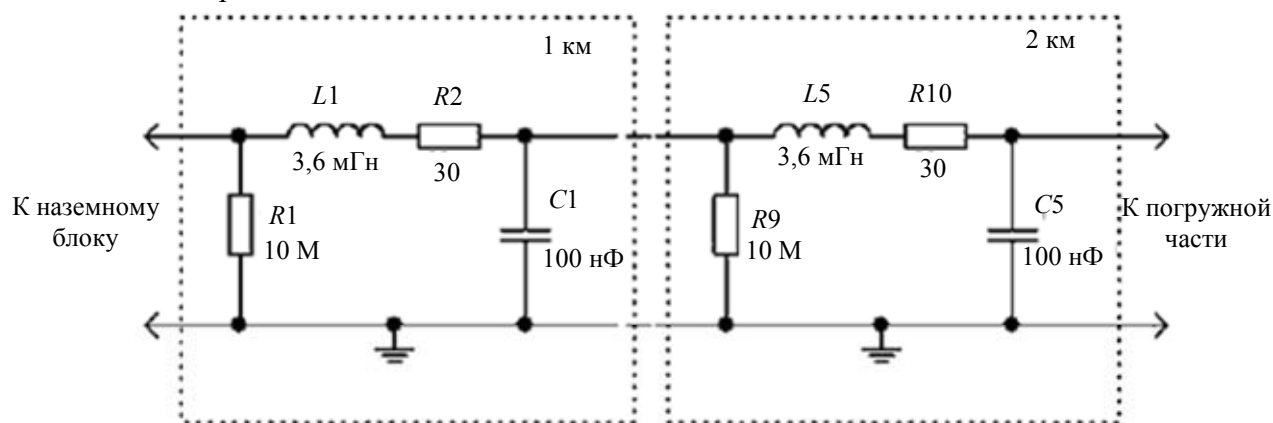 1 км
2 км
L1
R2
L5
R10
3,6 мГн
30
3,6 мГн
30
К наземному
блоку
R1
10 М
C1
100 нФ
R9
10 М
C5
100 нФ
К погружной
части